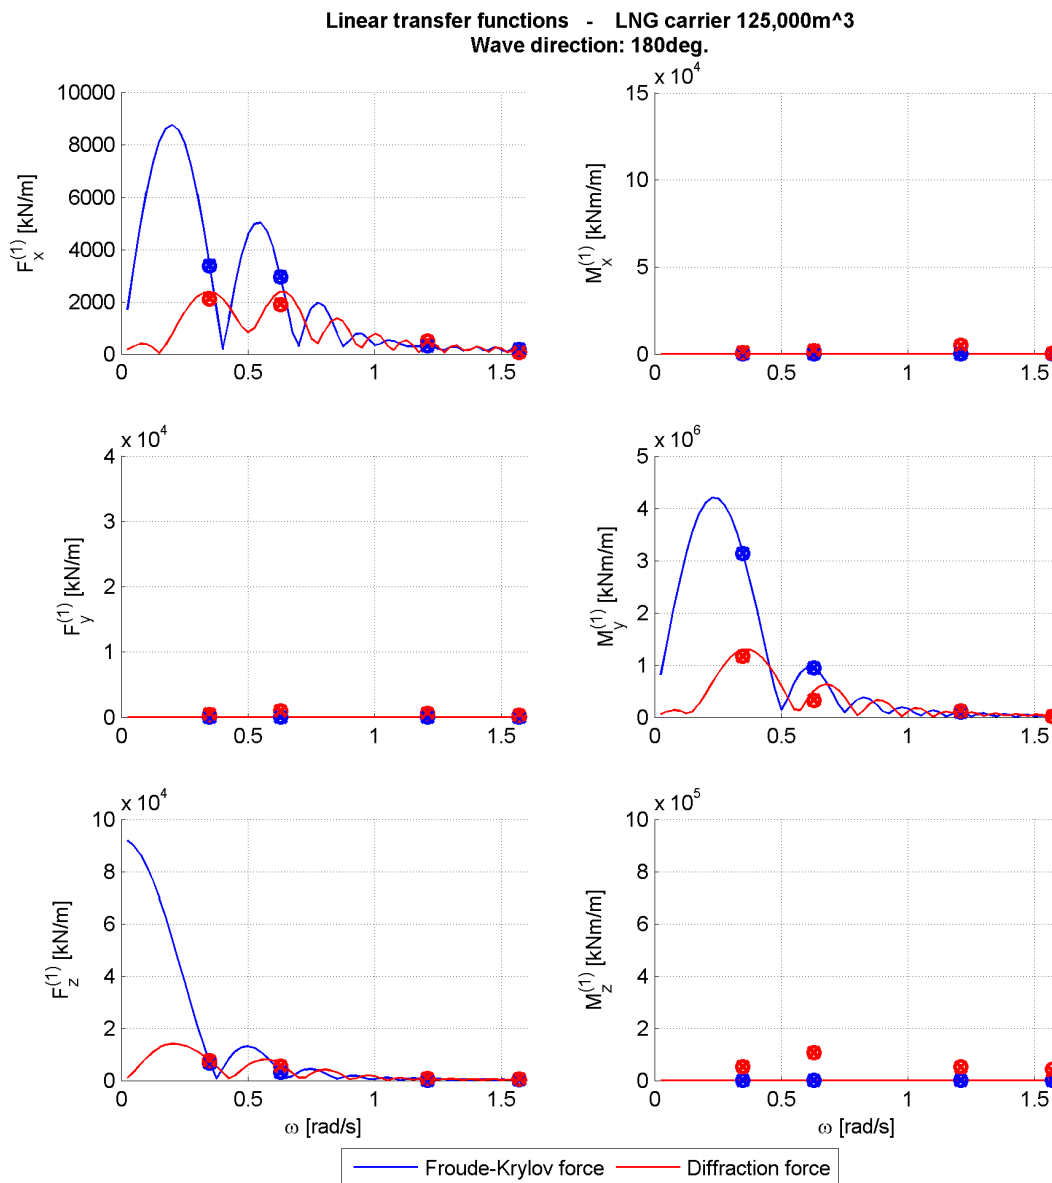 Linear transfer functions - LNG carrier 125,000m^3
Wave direction: 180deg.
10000
8000
6000
4000
2000
0
F_x^(1) [kN/m]
0 0.5 1 1.5
x 10^4
15
10
5
0
M_x^(1) [kNm/m]
0 0.5 1 1.5
x 10^4
4
3
2
1
0
F_y^(1) [kN/m]
0 0.5 1 1.5
x 10^6
5
4
3
2
1
0
M_y^(1) [kNm/m]
0 0.5 1 1.5
x 10^4
10
8
6
4
2
0
F_z^(1) [kN/m]
0 0.5 1 1.5
ω [rad/s]
x 10^5
10
8
6
4
2
0
M_z^(1) [kNm/m]
0 0.5 1 1.5
ω [rad/s]
Froude-Krylov force Diffraction force